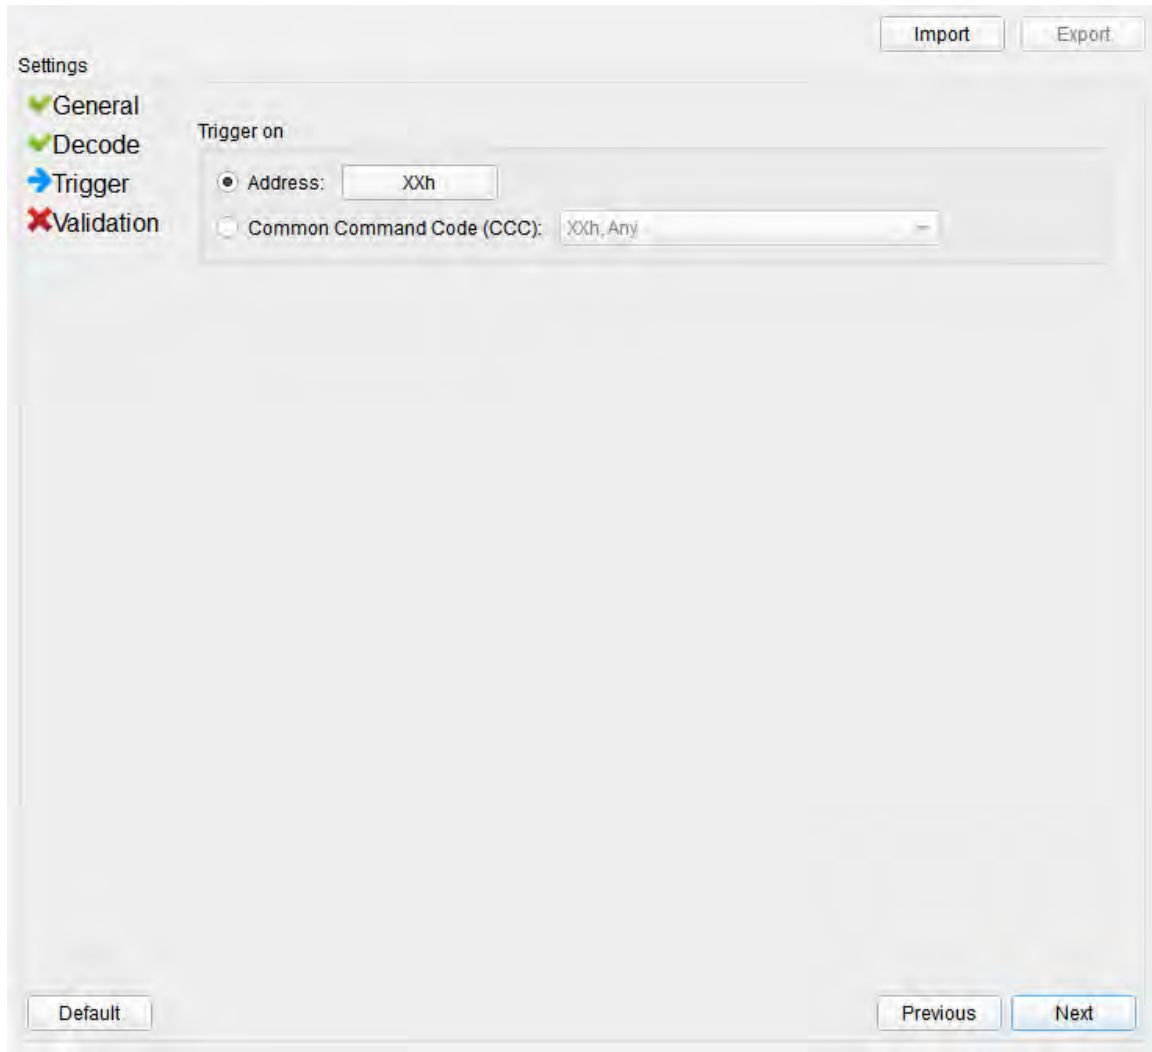 Import Export
Settings
General
Decode
Trigger
Validation
Trigger on
Address: XXh
Common Command Code (CCC): XXh, Any
Default Previous Next